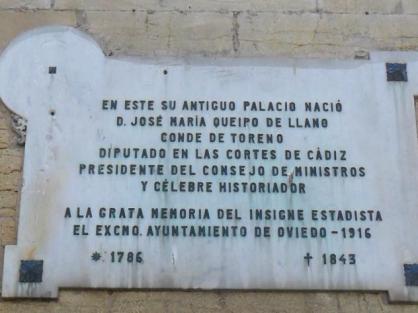 EN ESTE SU ANTIGUO PALACIO NACIÓ
D. JOSÉ MARÍA QUEIPO DE LLANO
CONDE DE TORENO
DIPUTADO EN LAS CORTES DE CÀDIZ
PRESIDENTE DEL CONSEJO DE MINISTROS
Y CÉLEBRE HISTORIADOR
A LA GRATA MEMORIA DEL INSIGNE ESTADISTA
EL EXCMO. AYUNTAMIENTO DE OVIEDO-1916
* 1786 † 1843